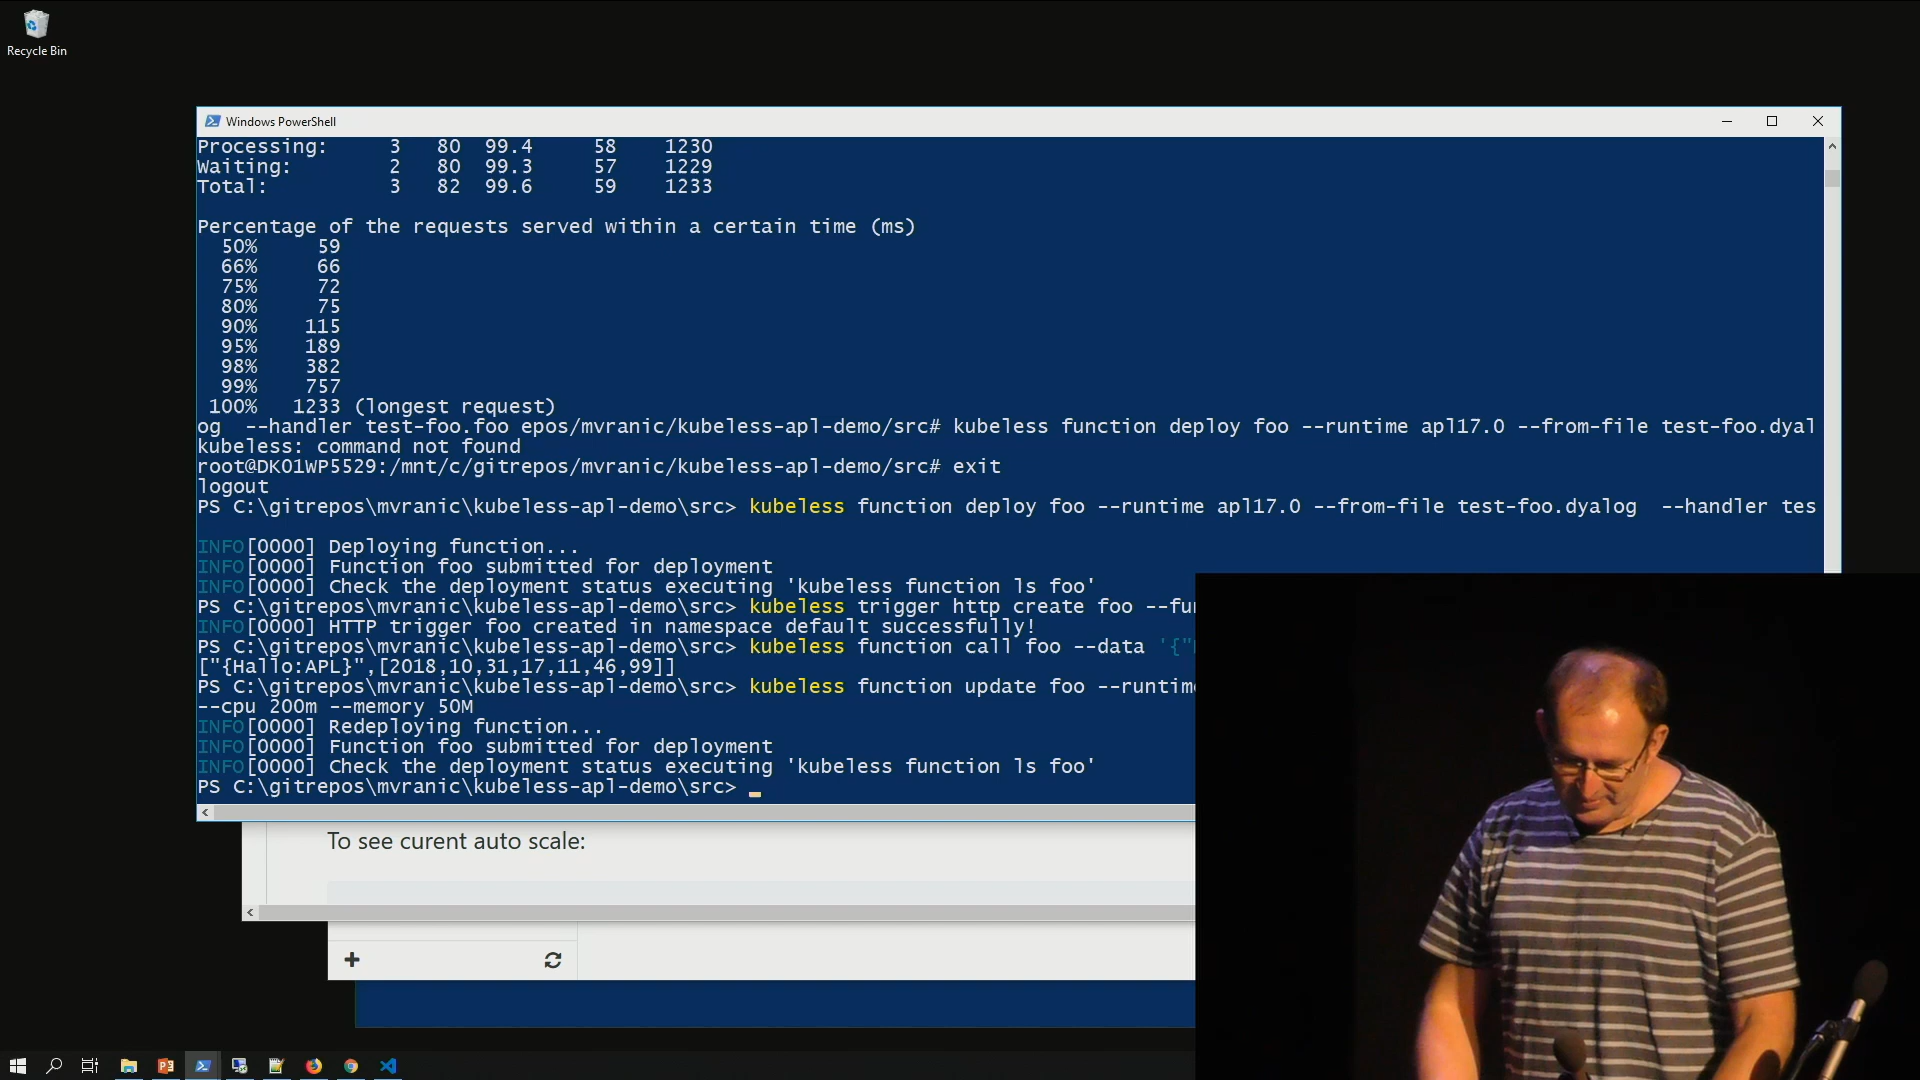 Recycle Bin
Windows PowerShell
Processing: 3 80 99.4 58 1230
Waiting: 2 80 99.3 57 1229
Total: 3 82 99.6 59 1233
Percentage of the requests served within a certain time (ms)
50% 59
66% 66
75% 72
80% 75
90% 115
95% 189
98% 382
99% 757
100% 1233 (longest request)
og --handler test-foo.foo epos/mvranic/kubeless-apl-demo/src# kubeless function deploy foo --runtime apl17.0 --from-file test-foo.dyal
kubeless: command not found
root@DK01WP5529:/mnt/c/gitrepos/mvranic/kubeless-apl-demo/src# exit
logout
PS C:\gitrepos\mvranic\kubeless-apl-demo\src> kubeless function deploy foo --runtime apl17.0 --from-file test-foo.dyalog --handler tes
INFO[0000] Deploying function...
INFO[0000] Function foo submitted for deployment
INFO[0000] Check the deployment status executing 'kubeless function ls foo'
PS C:\gitrepos\mvranic\kubeless-apl-demo\src> kubeless trigger http create foo --fu
INFO[0000] HTTP trigger foo created in namespace default successfully!
PS C:\gitrepos\mvranic\kubeless-apl-demo\src> kubeless function call foo --data '{"
["{Hallo:APL}",[2018,10,31,17,11,46,99]]
PS C:\gitrepos\mvranic\kubeless-apl-demo\src> kubeless function update foo --runtime
--cpu 200m --memory 50M
INFO[0000] Redeploying function...
INFO[0000] Function foo submitted for deployment
INFO[0000] Check the deployment status executing 'kubeless function ls foo'
PS C:\gitrepos\mvranic\kubeless-apl-demo\src>
To see curent auto scale: